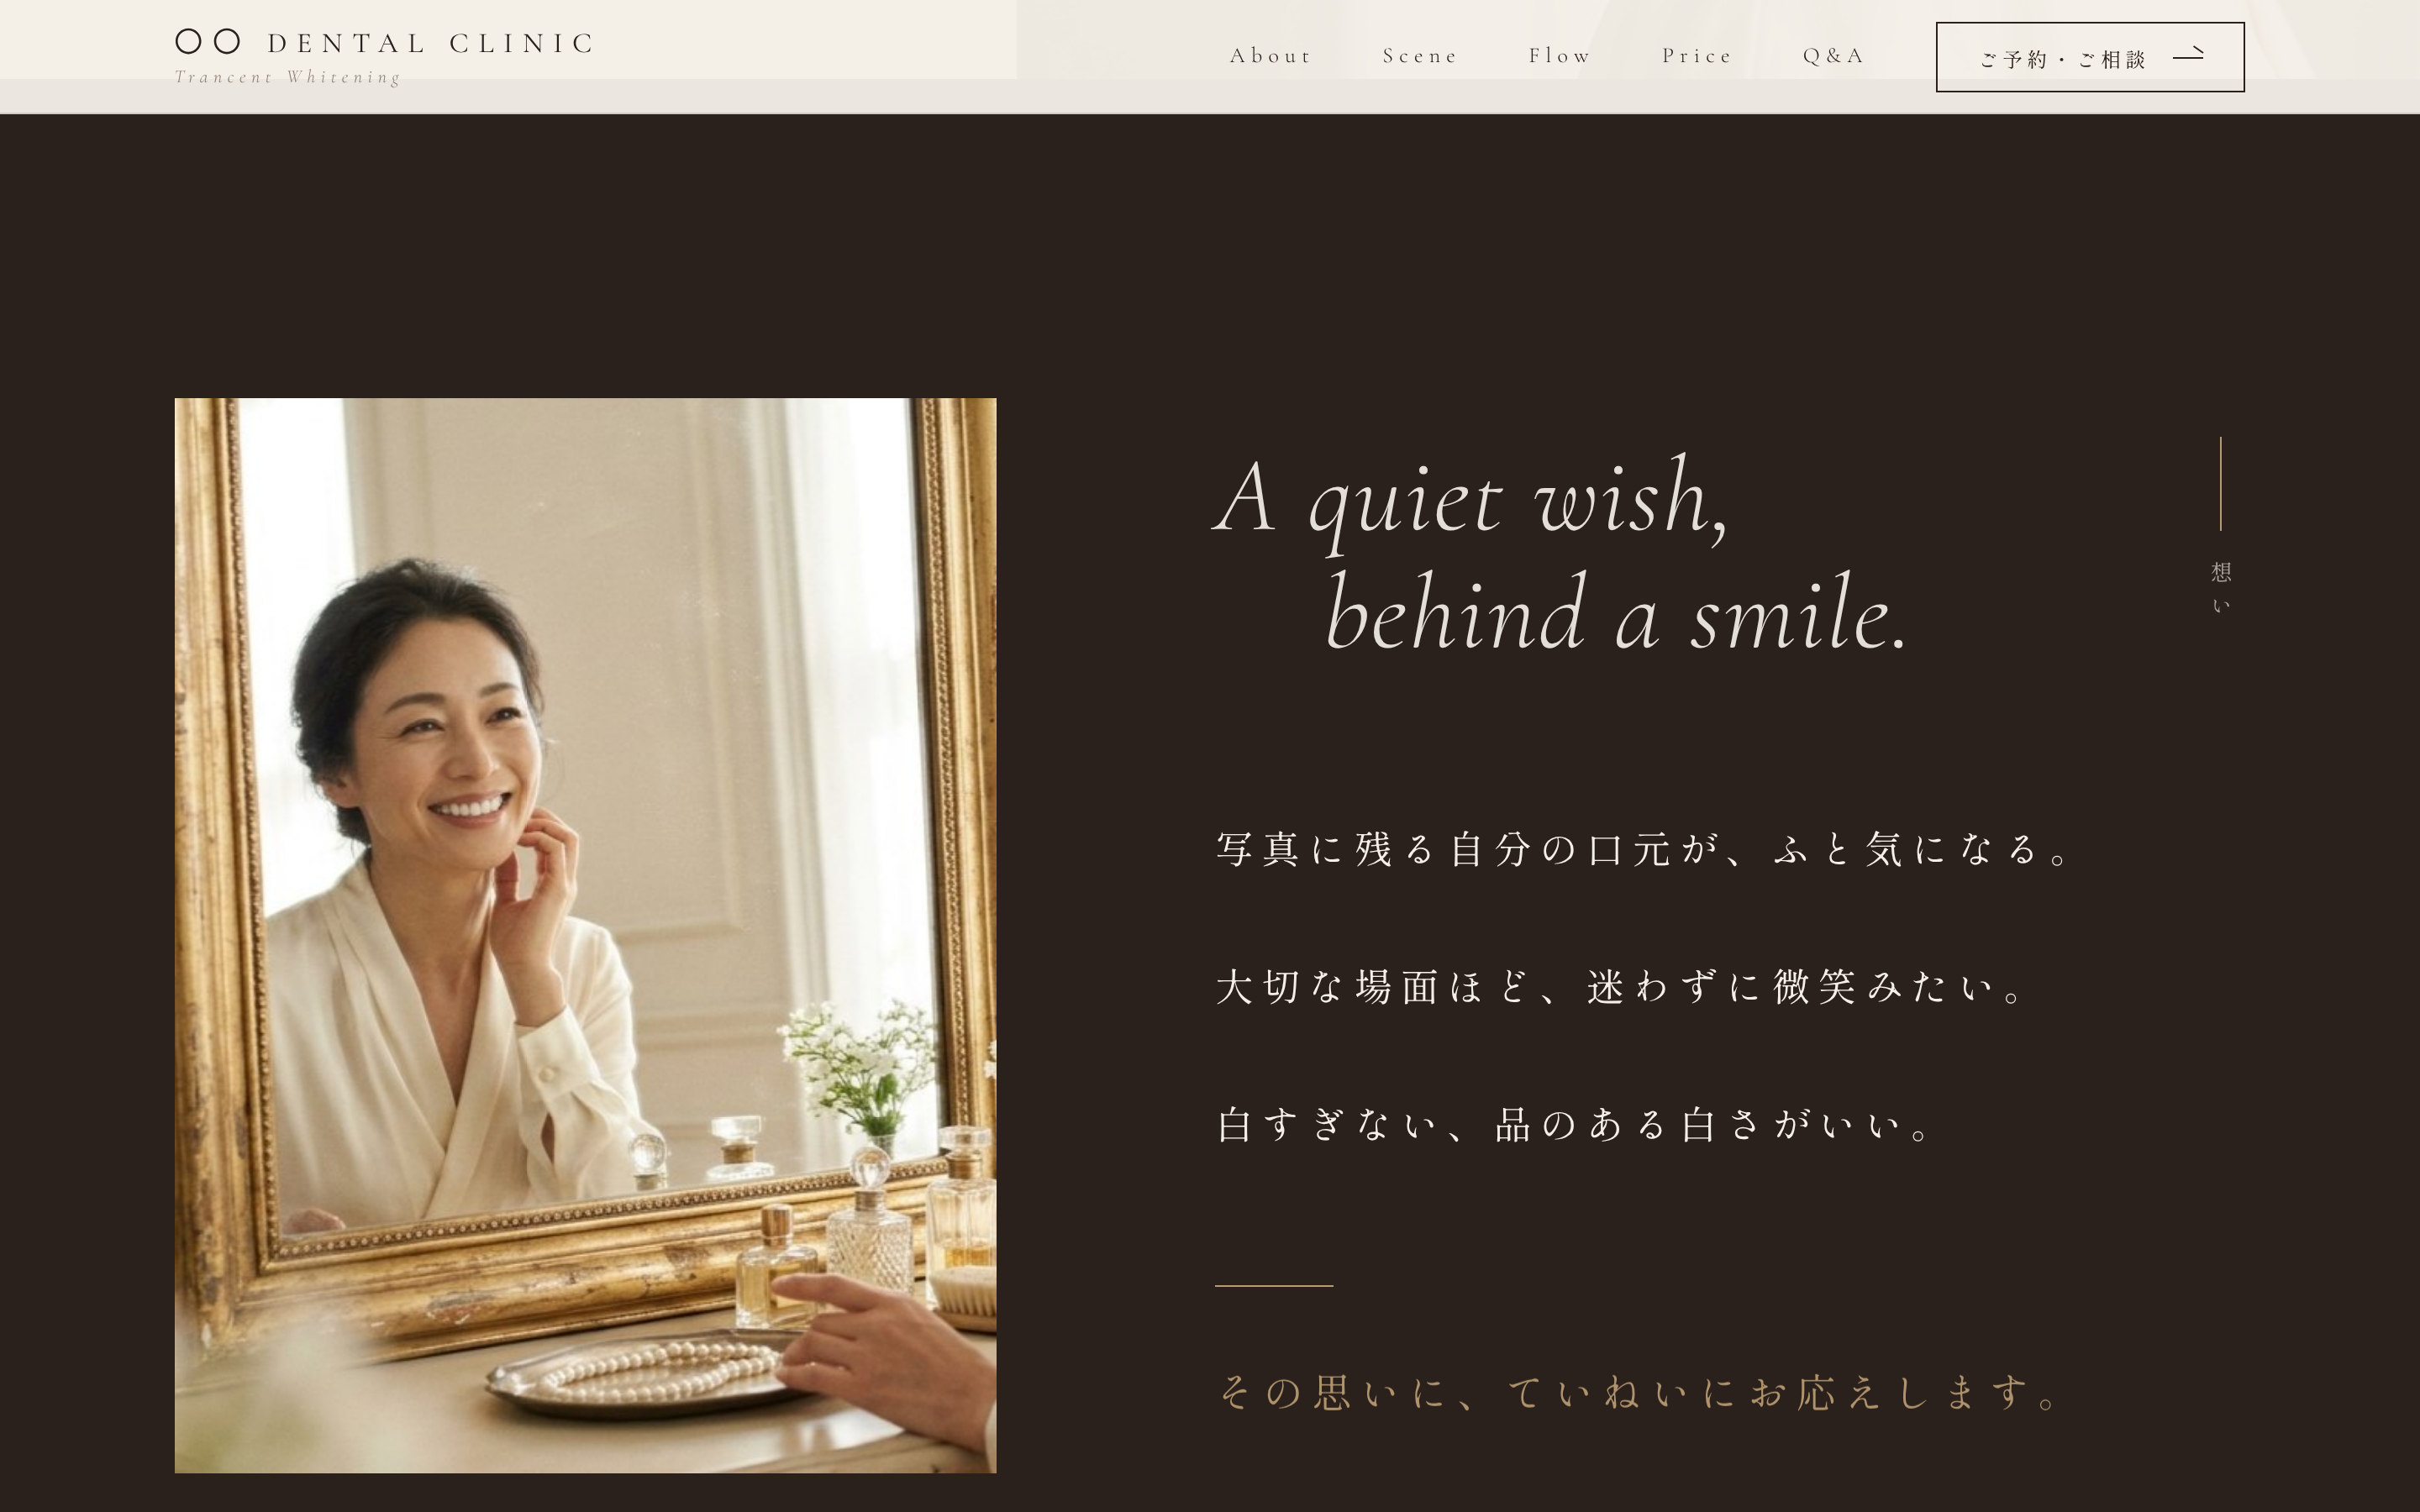 ○○ DENTAL CLINIC
Trancent Whitening
About
Scene
Flow
Price
Q&A
ご予約・ご相談
A quiet wish,
behind a smile.
想い
写真に残る自分の口元が、ふと気になる。
大切な場面ほど、迷わずに微笑みたい。
白すぎない、品のある白さがいい。
その思いに、ていねいにお応えします。